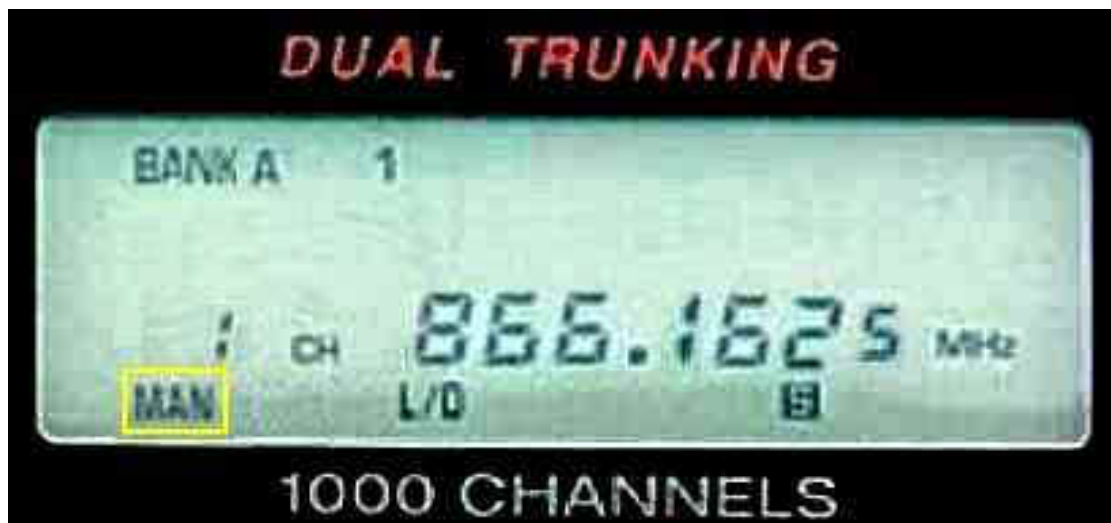 DUAL TRUNKING
BANK A 1
1 CH 866.1625 MHz
MAN L/O S
1000 CHANNELS